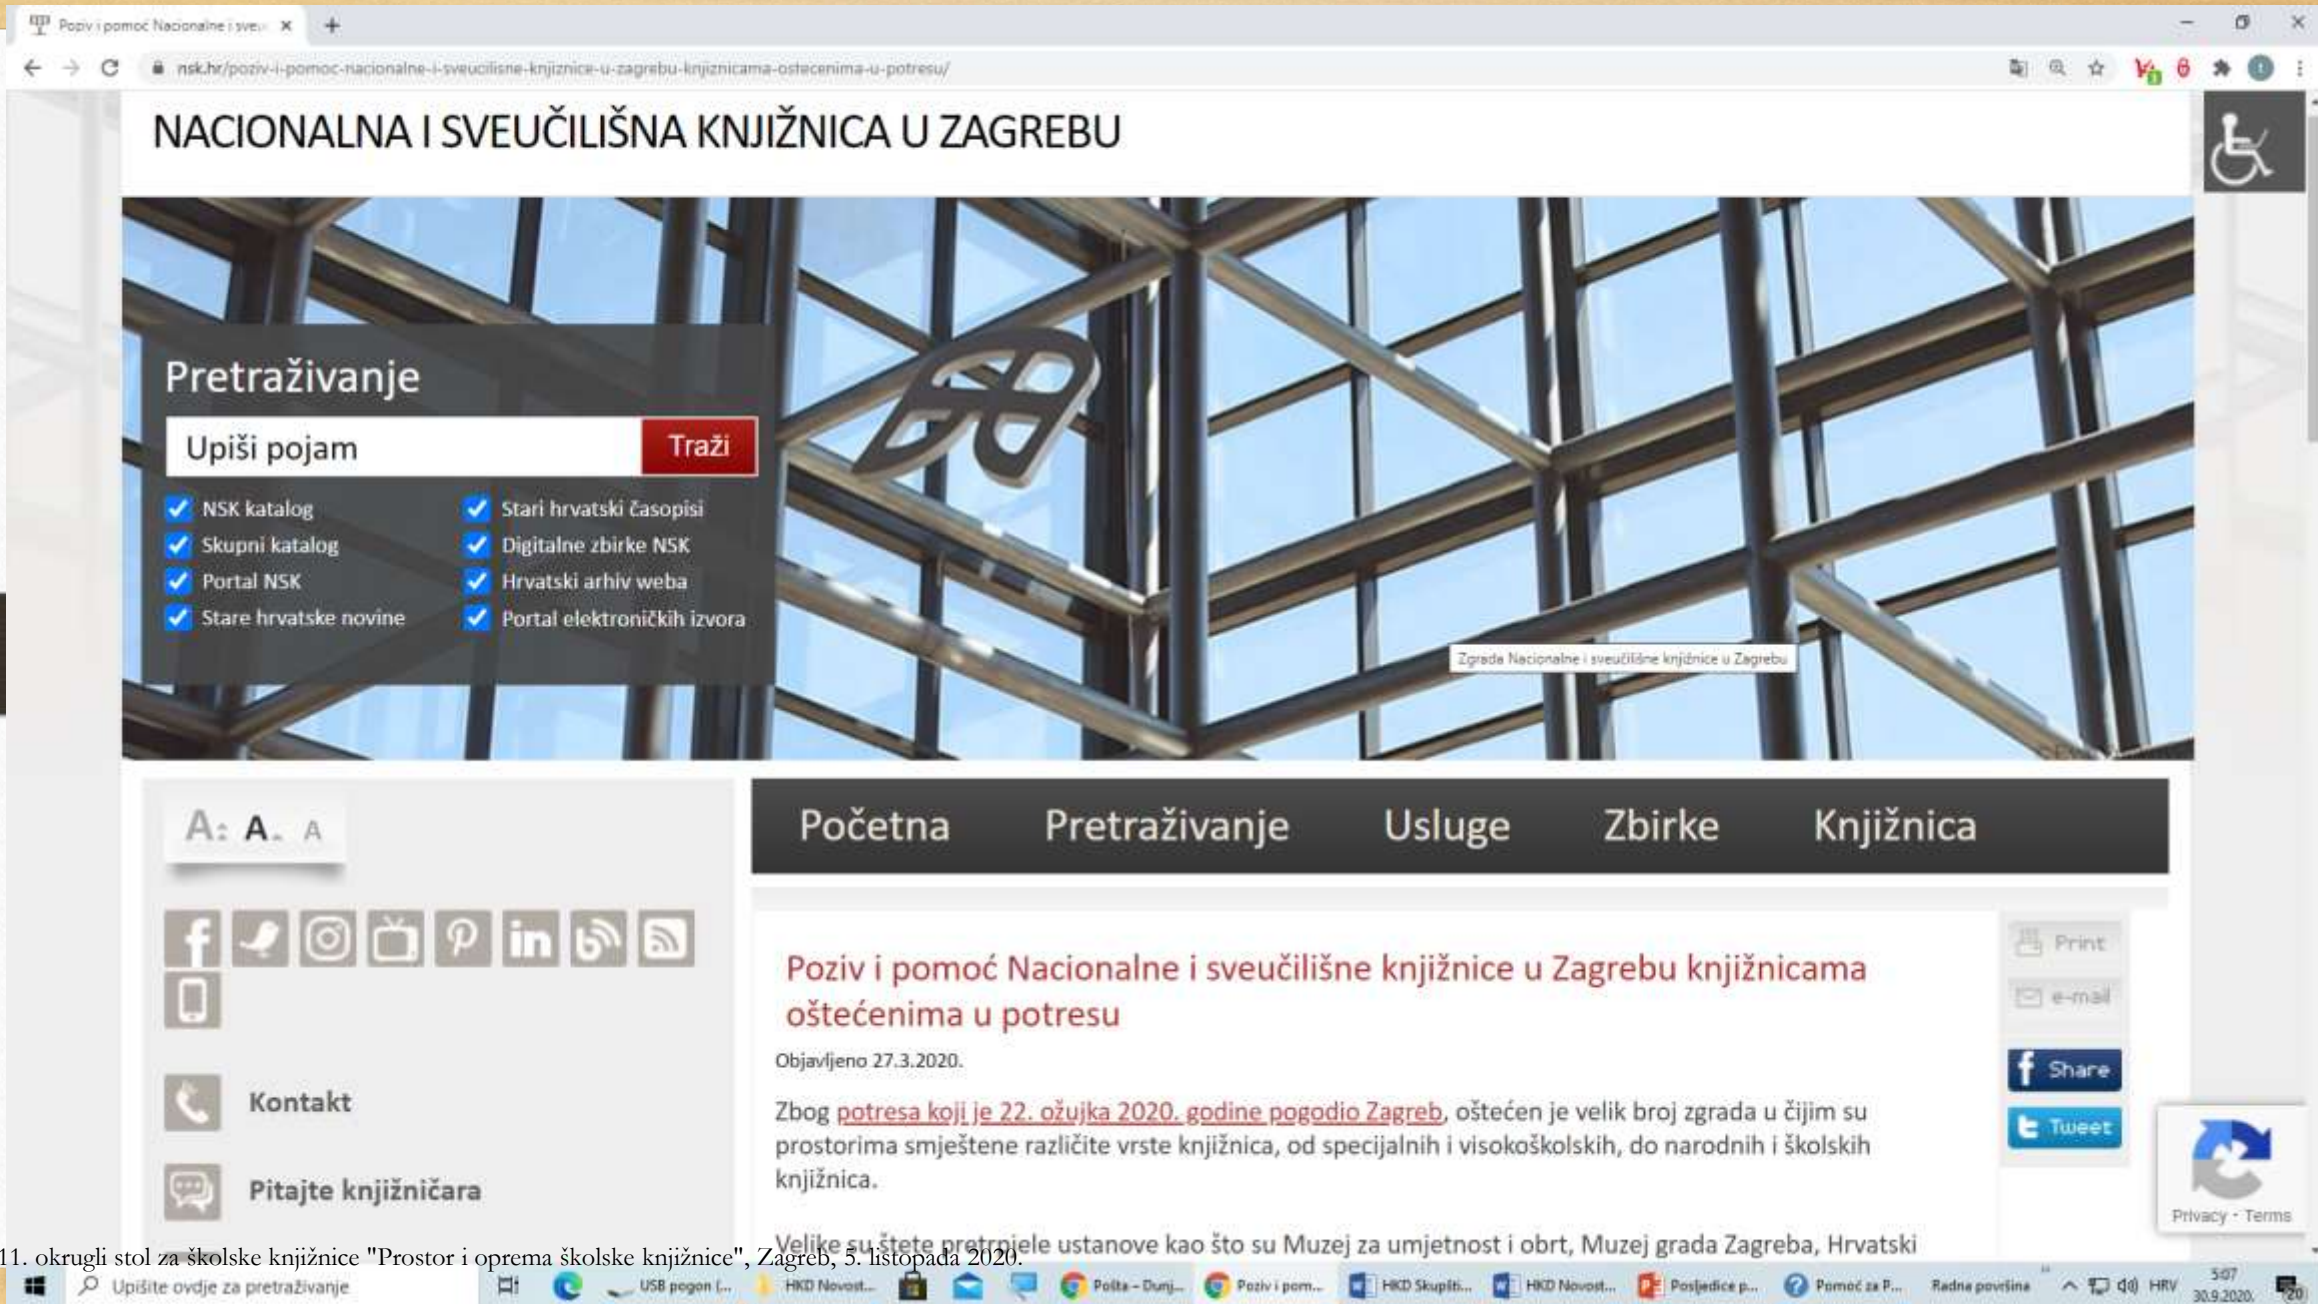 Poziv i pomoć Nacionalne i sveu
nsk.hr/poziv-i-pomoc-nacionalne-i-sveucilisne-knjiznice-u-zagrebu-knjiznicama-ostecenima-u-potresu/
NACIONALNA I SVEUČILIŠNA KNJIŽNICA U ZAGREBU
Pretraživanje
Upiši pojam Traži
NSK katalog Stari hrvatski časopisi
Skupni katalog Digitalne zbirke NSK
Portal NSK Hrvatski arhiv weba
Stare hrvatske novine Portal elektroničkih izvora
Zgrada Nacionalne i sveučilišne knjižnice u Zagrebu
A A A
Početna Pretraživanje Usluge Zbirke Knjižnica
Poziv i pomoć Nacionalne i sveučilišne knjižnice u Zagrebu knjižnicama
oštećenima u potresu
Objavljeno 27.3.2020.
Zbog potresa koji je 22. ožujka 2020. godine pogodio Zagreb, oštećen je velik broj zgrada u čijim su
prostorima smještene različite vrste knjižnica, od specijalnih i visokoškolskih, do narodnih i školskih
knjižnica.
Velike su štete pretrpjele ustanove kao što su Muzej za umjetnost i obrt, Muzej grada Zagreba, Hrvatski
Print
e-mail
Share
Tweet
Kontakt
Pitajte knjižničara
Privacy - Terms
11. okrugli stol za školske knjižnice "Prostor i oprema školske knjižnice", Zagreb, 5. listopada 2020.
Upišite ovdje za pretraživanje USB pogon (... HKD Novost... Pošta – Dunj... Poziv i pom... HKD Skupšti... HKD Novost... Posljedice p... Pomoć za P... Radna površina HRV 5:07
30.9.2020. 20